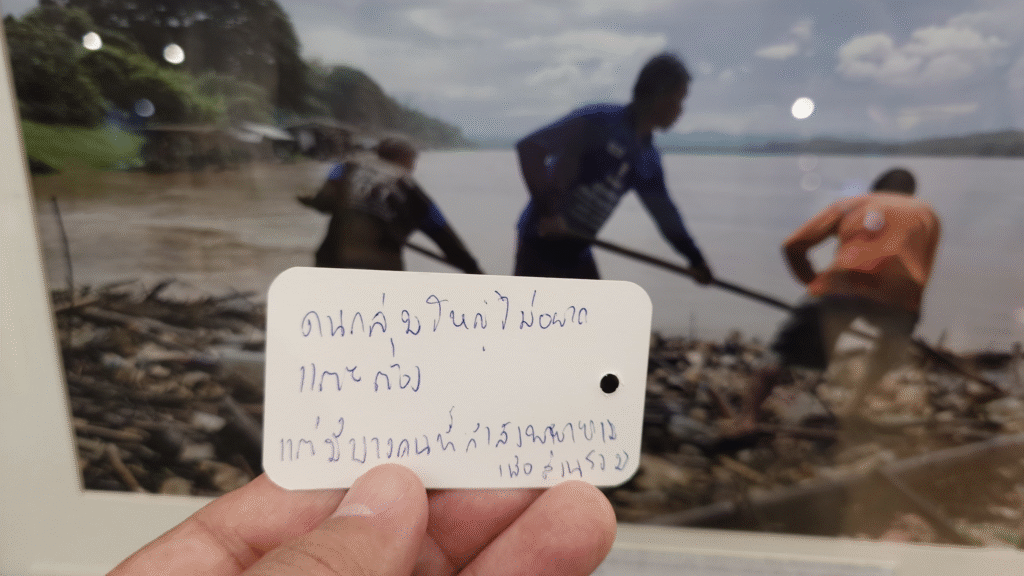 คนกลุ่มใหญ่ไม่อยาก
แตะต้อง
แต่มีบางคนที่กำลังพยายาม
เพื่อส่วนรวม